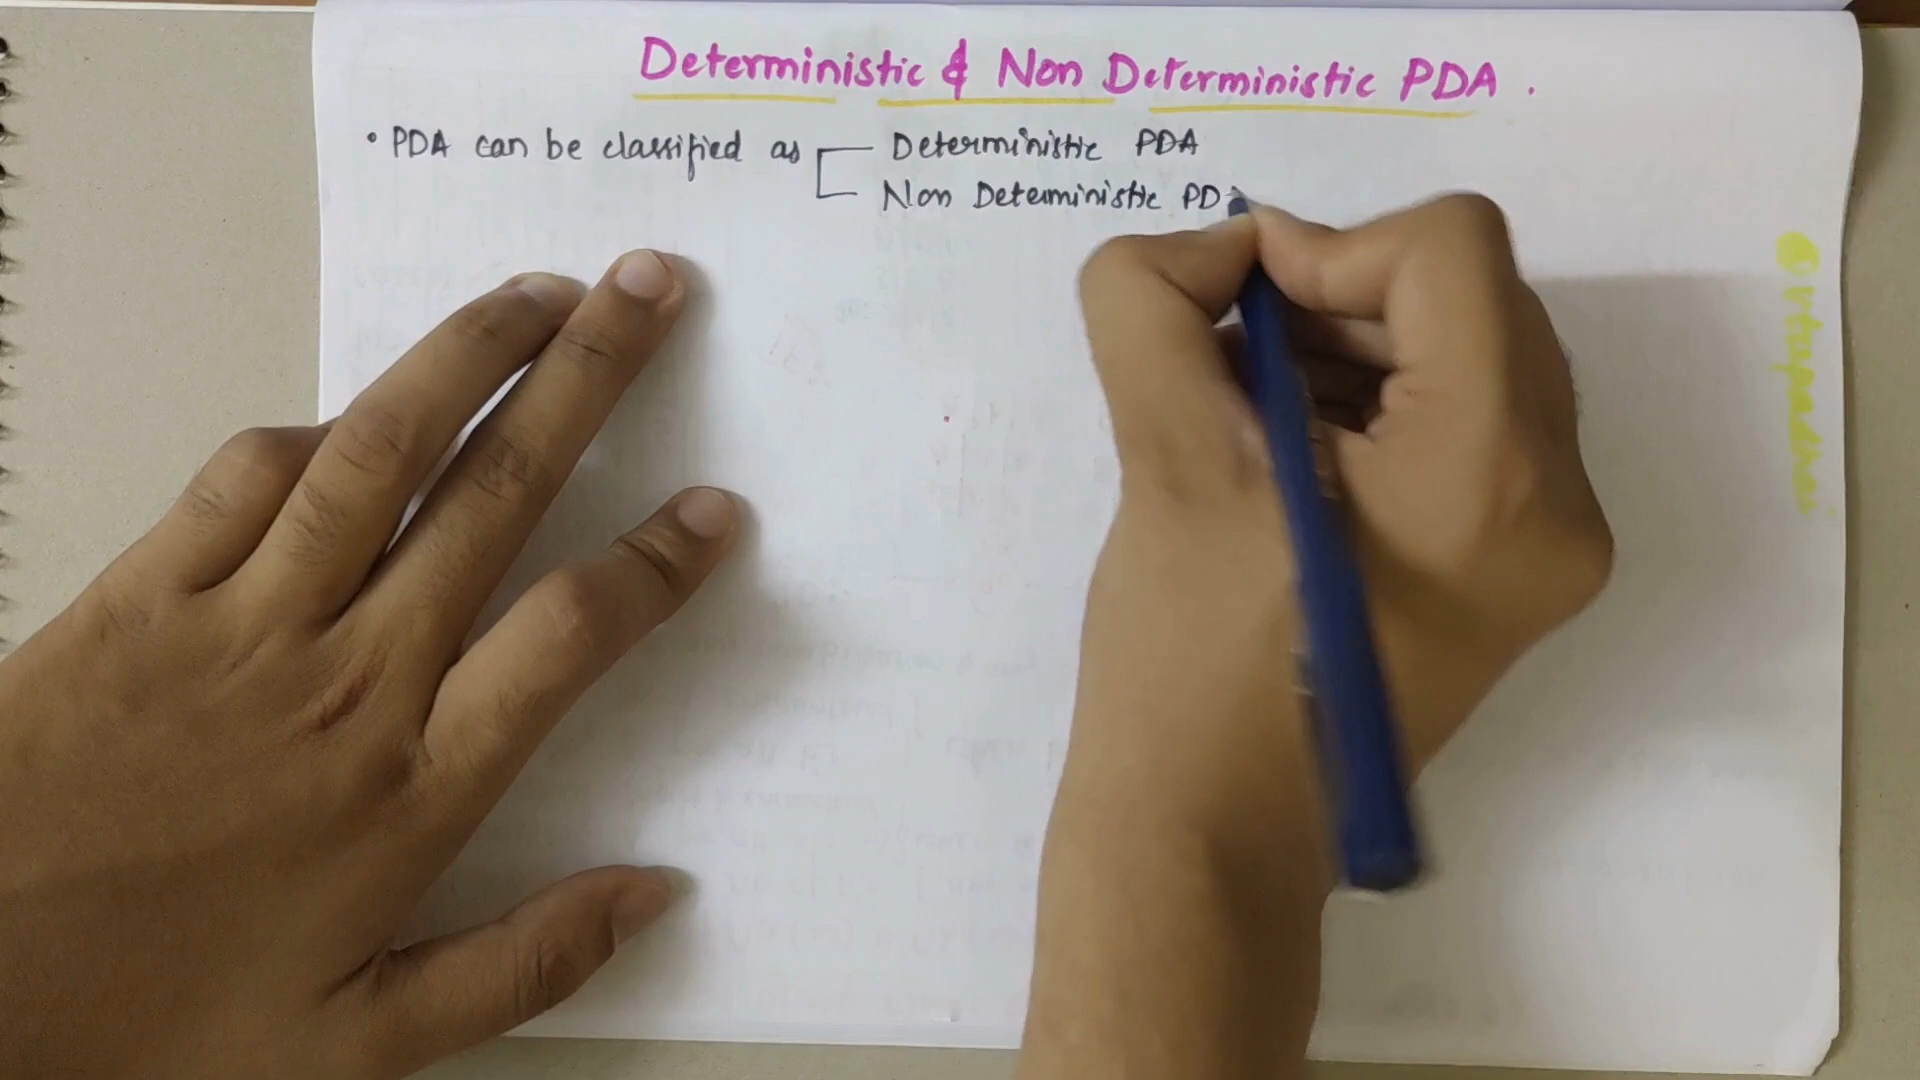 Deterministic & Non Deterministic PDA .
• PDA can be classified as
Deterministic PDA
Non Deterministic PD